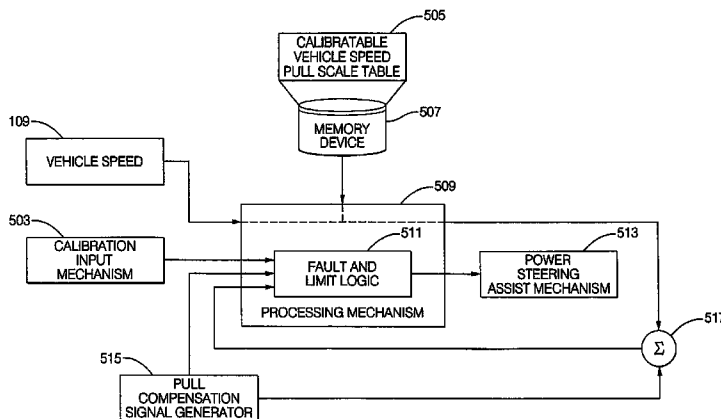 505
CALIBRATABLE
VEHICLE SPEED
PULL SCALE TABLE
507
MEMORY
DEVICE
109
VEHICLE SPEED
509
503
CALIBRATION
INPUT
MECHANISM
511
FAULT AND
LIMIT LOGIC
513
POWER
STEERING
ASSIST MECHANISM
PROCESSING MECHANISM
517
Σ
515
PULL
COMPENSATION
SIGNAL GENERATOR